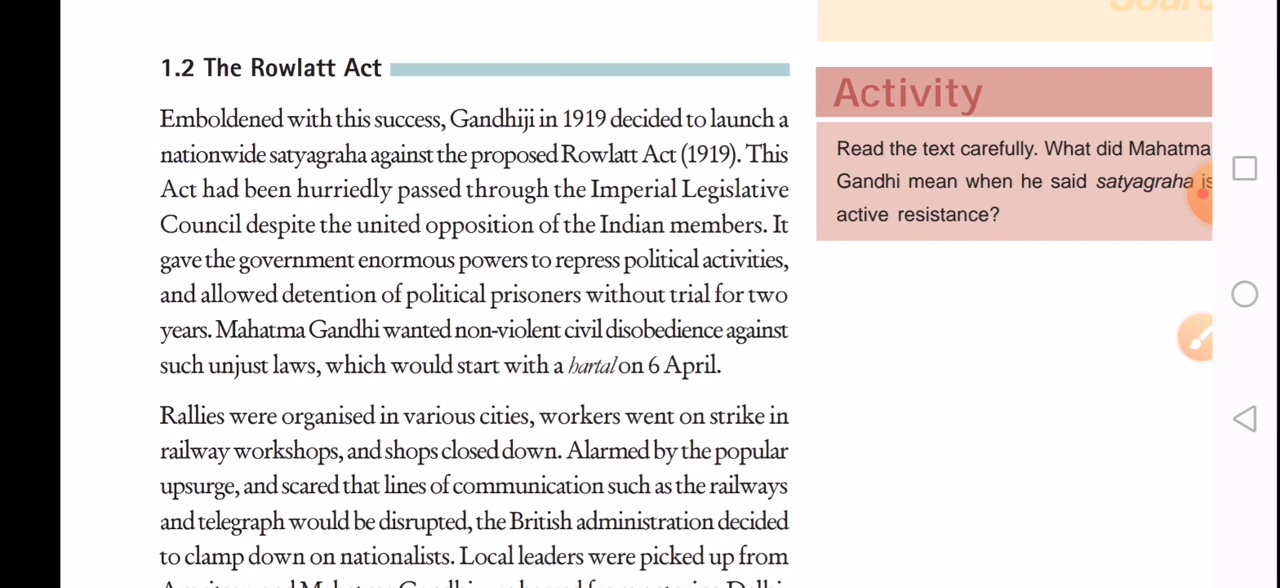 1.2 The Rowlatt Act
Emboldened with this success, Gandhiji in 1919 decided to launch a
nationwide satyagraha against the proposed Rowlatt Act (1919). This
Act had been hurriedly passed through the Imperial Legislative
Council despite the united opposition of the Indian members. It
gave the government enormous powers to repress political activities,
and allowed detention of political prisoners without trial for two
years. Mahatma Gandhi wanted non-violent civil disobedience against
such unjust laws, which would start with a hartal on 6 April.
Rallies were organised in various cities, workers went on strike in
railway workshops, and shops closed down. Alarmed by the popular
upsurge, and scared that lines of communication such as the railways
and telegraph would be disrupted, the British administration decided
to clamp down on nationalists. Local leaders were picked up from
Activity
Read the text carefully. What did Mahatma
Gandhi mean when he said satyagraha is
active resistance?